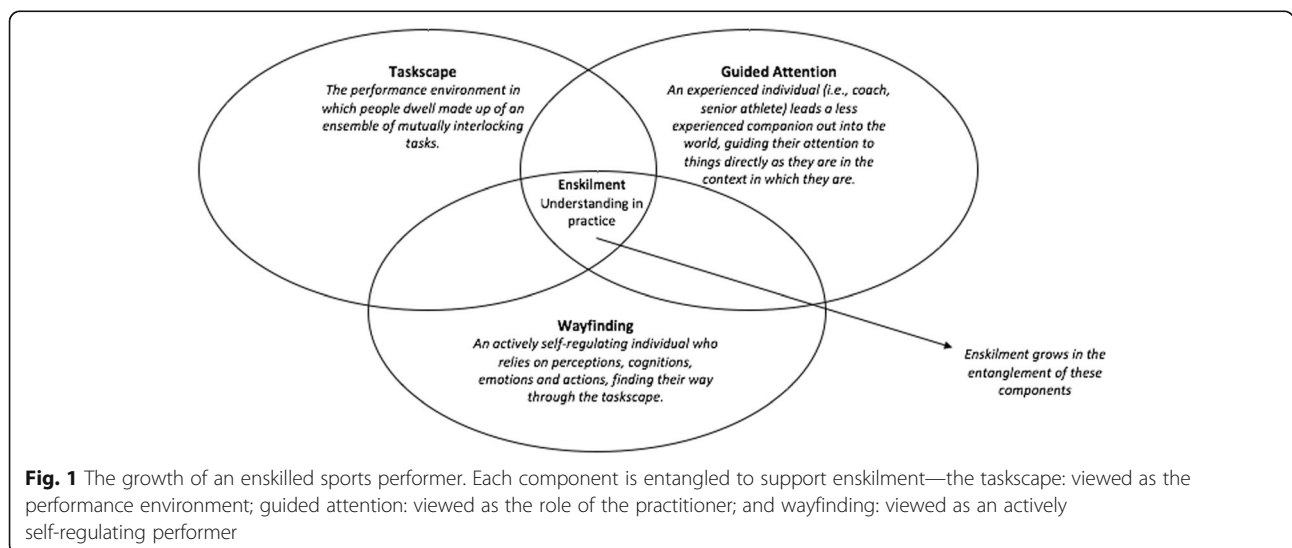 Taskscape
The performance environment in
which people dwell made up of an
ensemble of mutually interlocking
tasks.
Guided Attention
An experienced individual (i.e., coach,
senior athlete) leads a less
experienced companion out into the
world, guiding their attention to
things directly as they are in the
context in which they are.
Enskilment
Understanding in
practice
Wayfinding
An actively self-regulating individual who
relies on perceptions, cognitions,
emotions and actions, finding their way
through the taskscape.
Enskilment grows in the
entanglement of these
components
Fig. 1 The growth of an enskilled sports performer. Each component is entangled to support enskilment—the taskscape: viewed as the
performance environment; guided attention: viewed as the role of the practitioner; and wayfinding: viewed as an actively
self-regulating performer